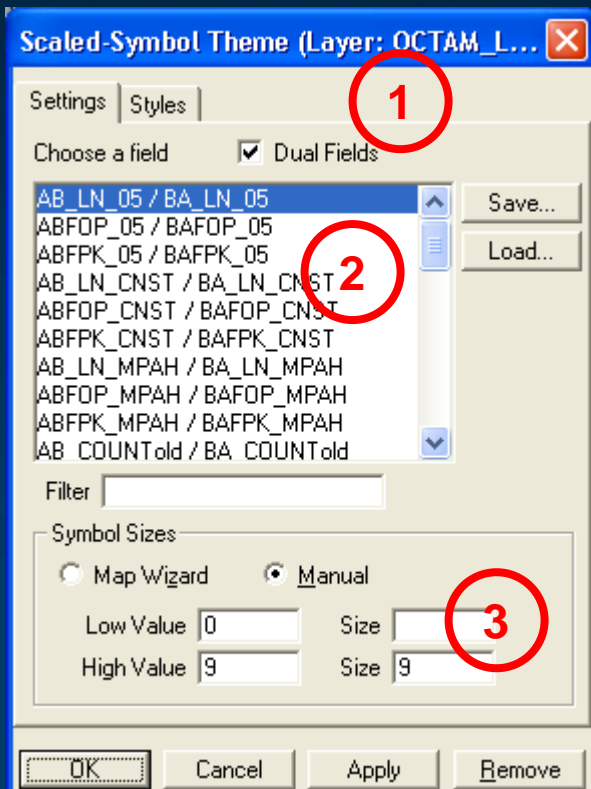 Scaled-Symbol Theme (Layer: OCTAM_L...
Settings Styles
1
Choose a field Dual Fields
AB_LN_05 / BA_LN_05
ABFOP_05 / BAFOP_05
ABFPK_05 / BAFPK_05
AB_LN_CNST / BA_LN_CNST
ABFOP_CNST / BAFOP_CNST
ABFPK_CNST / BAFPK_CNST
AB_LN_MPAH / BA_LN_MPAH
ABFOP_MPAH / BAFOP_MPAH
ABFPK_MPAH / BAFPK_MPAH
AB_COUNTold / BA_COUNTold
2
Save...
Load...
Filter
Symbol Sizes
Map Wizard Manual
Low Value 0 Size
3
High Value 9 Size 9
OK Cancel Apply Remove